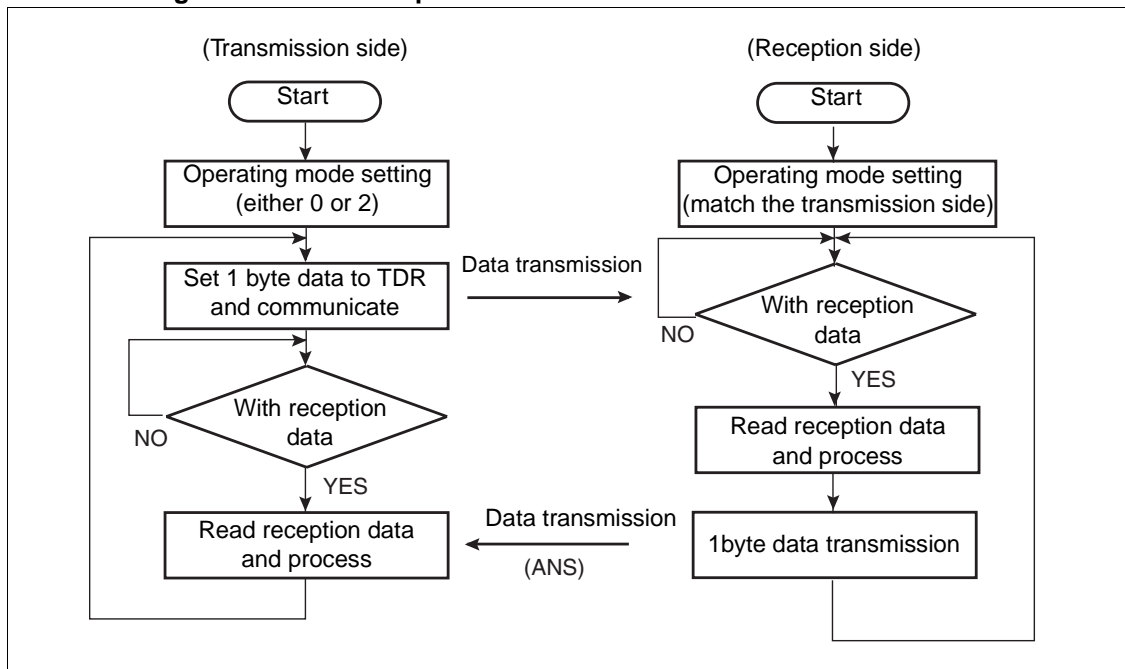 (Transmission side)
Start
Operating mode setting
(either 0 or 2)
Set 1 byte data to TDR
and communicate
With reception
data
NO
YES
Read reception data
and process
Data transmission
Data transmission
(ANS)
(Reception side)
Start
Operating mode setting
(match the transmission side)
With reception
data
NO
YES
Read reception data
and process
1byte data transmission